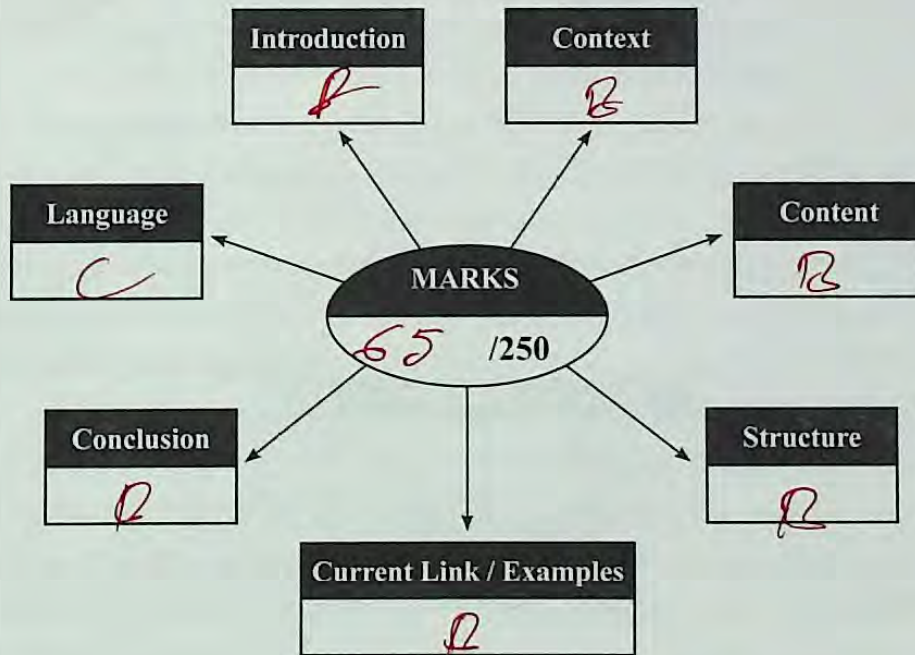 Introduction
Context
B
Language
C
Content
B
MARKS
65 /250
Conclusion
Structure
B
Current Link / Examples